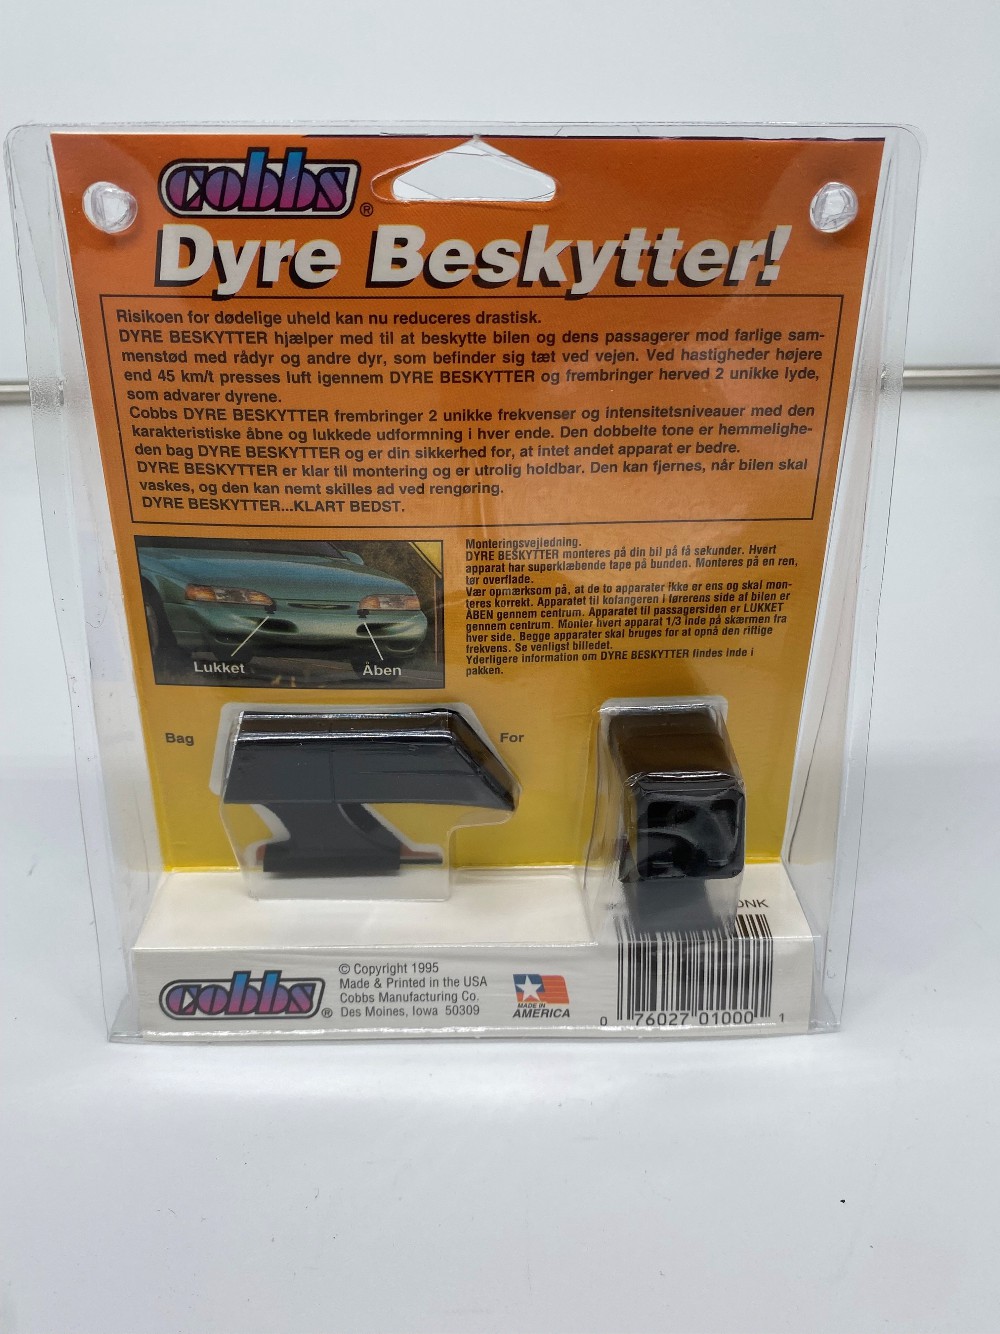 cobbs®
Dyre Beskytter!
Risikoen for dødelige uheld kan nu reduceres drastisk.
DYRE BESKYTTER hjælper med til at beskytte bilen og dens passagerer mod farlige sam-
menstød med rådyr og andre dyr, som befinder sig tæt ved vejen. Ved hastigheder højere
end 45 km/t presses luft igennem DYRE BESKYTTER og frembringer herved 2 unikke lyde,
som advarer dyrene.
Cobbs DYRE BESKYTTER frembringer 2 unikke frekvenser og intensitetsniveauer med den
karakteristiske åbne og lukkede udformning i hver ende. Den dobbelte tone er hemmelighe-
den bag DYRE BESKYTTER og er din sikkerhed for, at intet andet apparat er bedre.
DYRE BESKYTTER er klar til montering og er utrolig holdbar. Den kan fjernes, når bilen skal
vaskes, og den kan nemt skilles ad ved rengøring.
DYRE BESKYTTER...KLART BEDST.
Monteringsvejledning.
DYRE BESKYTTER monteres på din bil på få sekunder. Hvert
apparat har superklæbende tape på bunden. Monteres på en ren,
tør overflade.
Vær opmærksom på, at de to apparater ikke er ens og skal mon-
teres korrekt. Apparatet til kofangeren i førerens side af bilen er
ÅBEN gennem centrum. Apparatet til passagersiden er LUKKET
gennem centrum. Monter hvert apparat 1/3 inde på skærmen fra
hver side. Begge apparater skal bruges for at opnå den rittige
frekvens. Se venligst billedet.
Yderligere information om DYRE BESKYTTER findes inde i
pakken.
Lukket
Åben
Bag
For
DNK
cobbs®
© Copyright 1995
Made & Printed in the USA
Cobbs Manufacturing Co.
Des Moines, Iowa 50309
MADE IN
AMERICA
0 76027 01000 1